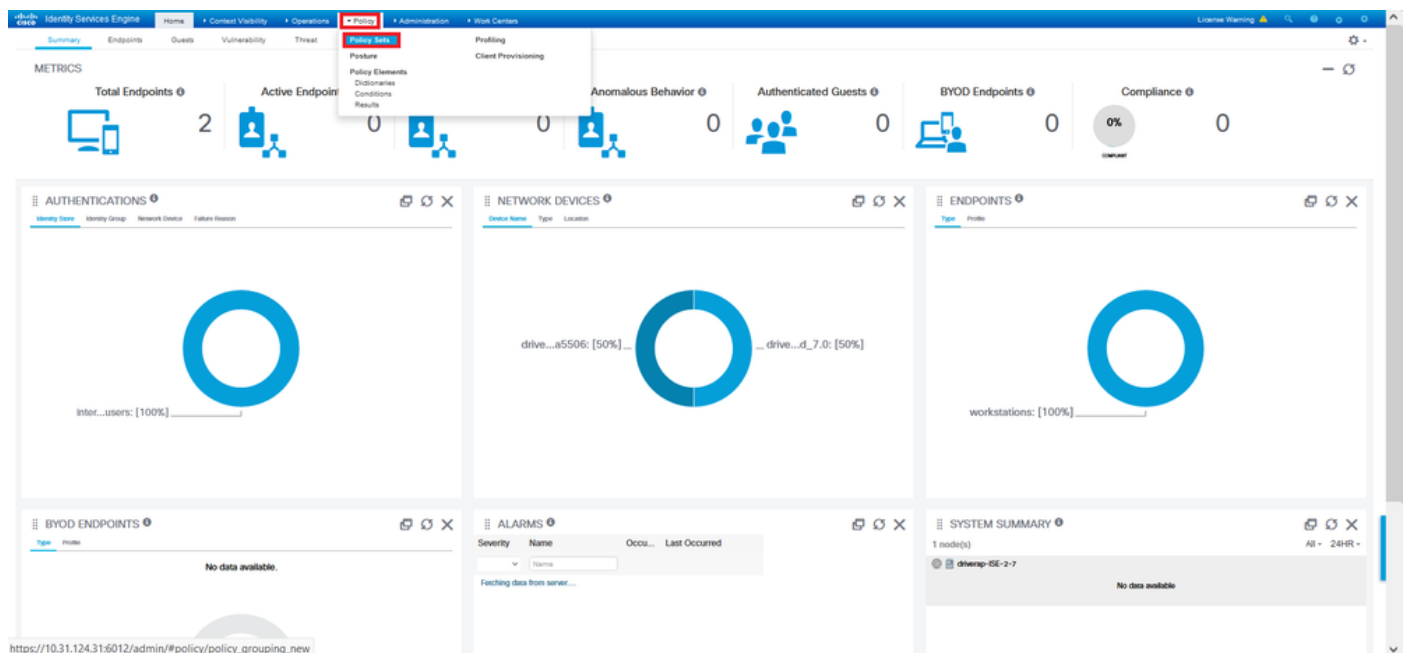 cisco Identity Services Engine Home Context Visibility Operations Policy Administration Work Centers License Warning
Summary Endpoints Guests Vulnerability Threat
Policy Sets Profiling
Posture Client Provisioning
Policy Elements
Dictionaries
Conditions
Results
METRICS
Total Endpoints Active Endpoin Anomalous Behavior Authenticated Guests BYOD Endpoints Compliance
2 0 0 0 0 0 0% 0
COMPLIANT
AUTHENTICATIONS
Identity Store Identity Group Network Device Failure Reason
inter...users: [100%]
NETWORK DEVICES
Device Name Type Location
drive...a5506: [50%]
drive...d_7.0: [50%]
ENDPOINTS
Type Profile
workstations: [100%]
BYOD ENDPOINTS
Type Profile
No data available.
ALARMS
Severity Name Occu... Last Occurred
Name
Fetching data from server....
SYSTEM SUMMARY
1 node(s) All 24HR
driverap-ISE-2-7
No data available
https://10.31.124.31:6012/admin/#policy/policy_grouping_new